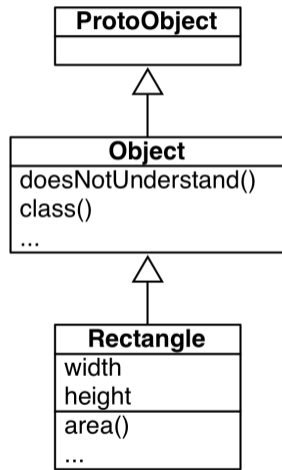 ProtoObject
Object
doesNotUnderstand()
class()
...
Rectangle
width
height
area()
...